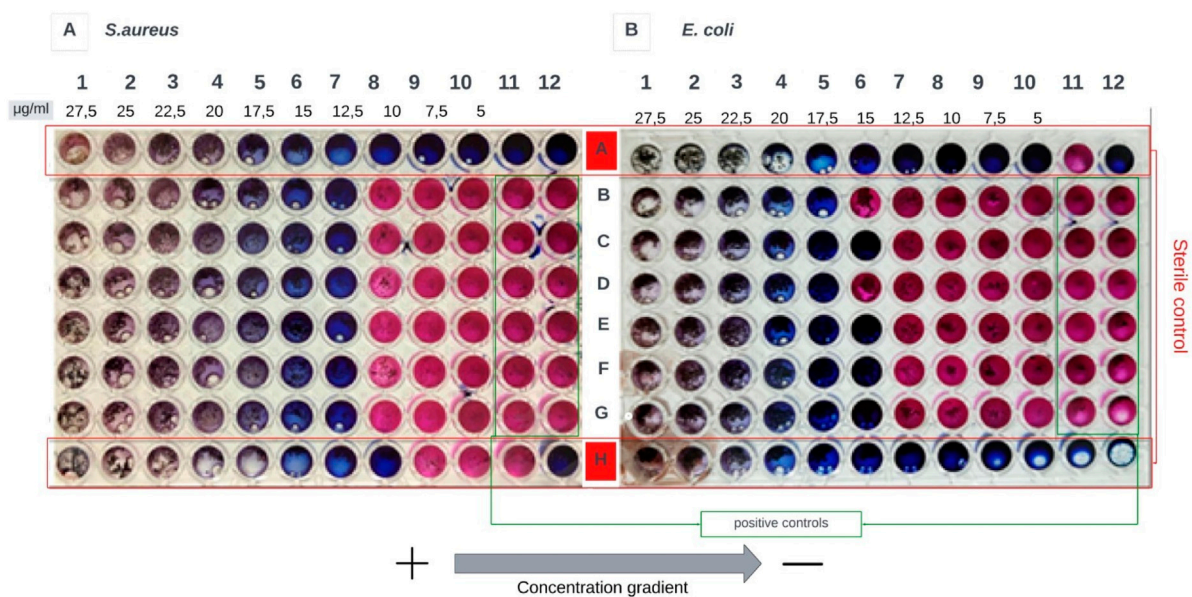 A S.aureus B E. coli
1 2 3 4 5 6 7 8 9 10 11 12 1 2 3 4 5 6 7 8 9 10 11 12
µg/ml 27,5 25 22,5 20 17,5 15 12,5 10 7,5 5 27,5 25 22,5 20 17,5 15 12,5 10 7,5 5
A
B
C
D
E
F
G
H
Sterile control
positive controls
+ —
Concentration gradient